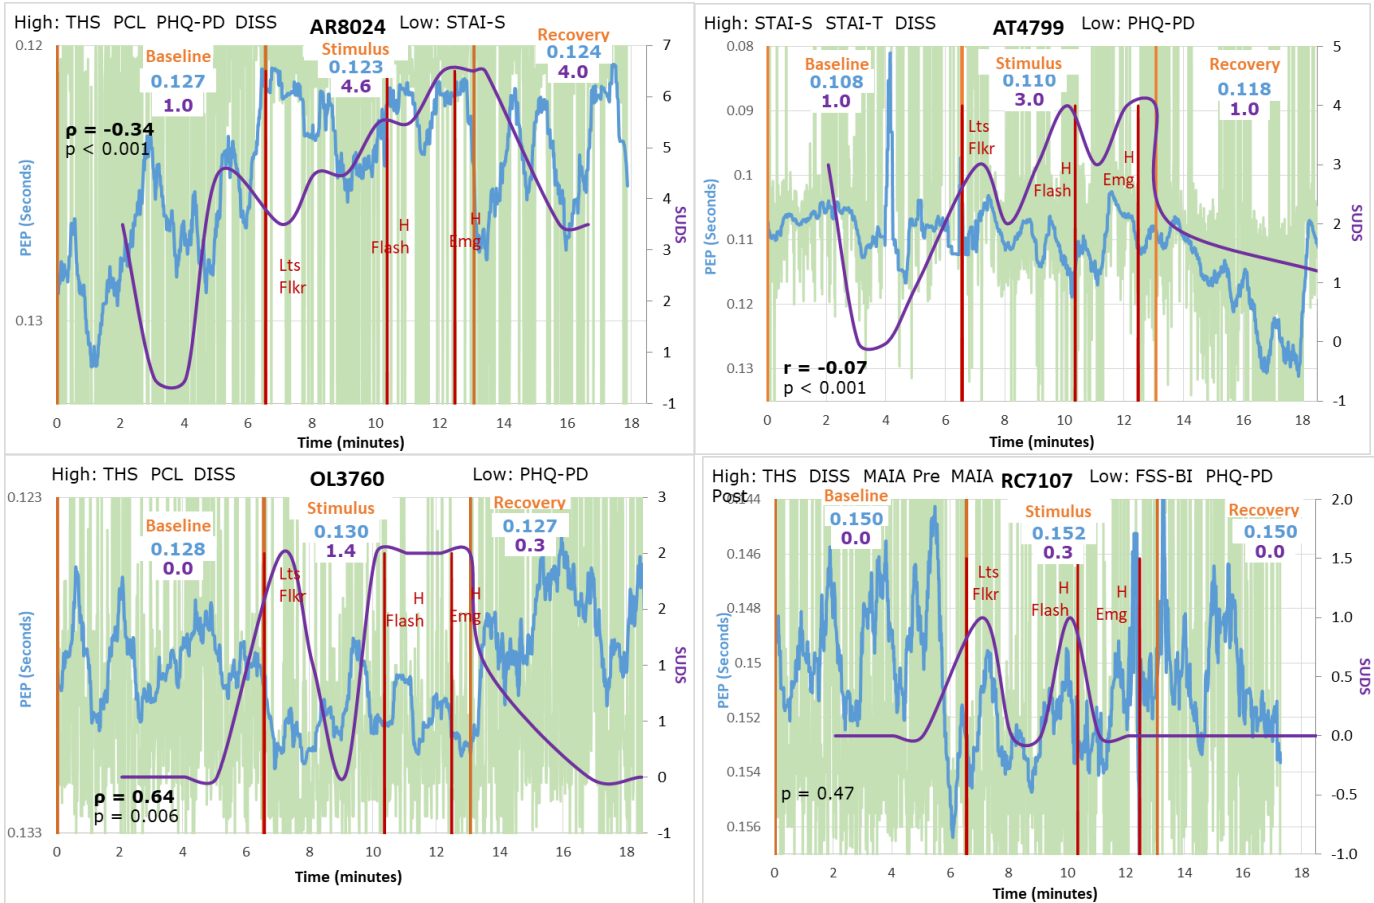 High: THS PCL PHQ-PD DISS AR8024 Low: STAI-S
Baseline
0.127
1.0
Stimulus
0.123
4.6
Recovery
0.124
4.0
ρ = -0.34
p < 0.001
Lts
Flkr
H
Flash
H
Emg
0.12
0.13
PEP (Seconds)
7
6
5
4
3
2
1
-1
SUDS
0 2 4 6 8 10 12 14 16 18
Time (minutes)
High: STAI-S STAI-T DISS AT4799 Low: PHQ-PD
Baseline
0.108
1.0
Stimulus
0.110
3.0
Recovery
0.118
1.0
Lts
Flkr
H
Flash
H
Emg
r = -0.07
p < 0.001
0.08
0.09
0.1
0.11
0.12
0.13
PEP (Seconds)
5
4
3
2
1
0
-1
SUDS
0 2 4 6 8 10 12 14 16 18
Time (minutes)
High: THS PCL DISS OL3760 Low: PHQ-PD
Baseline
0.128
0.0
Stimulus
0.130
1.4
Recovery
0.127
0.3
Lts
Flkr
H
Flash
H
Emg
ρ = 0.64
p = 0.006
0.123
0.133
PEP (Seconds)
3
2
2
1
1
0
-1
SUDS
0 2 4 6 8 10 12 14 16 18
Time (minutes)
High: THS DISS MAIA Pre MAIA RC7107 Low: FSS-BI PHQ-PD
Post
Baseline
0.150
0.0
Stimulus
0.152
0.3
Recovery
0.150
0.0
Lts
Flkr
H
Flash
H
Emg
p = 0.47
0.144
0.146
0.148
0.15
0.152
0.154
0.156
PEP (Seconds)
2.0
1.5
1.0
0.5
0.0
-0.5
-1.0
SUDS
0 2 4 6 8 10 12 14 16 18
Time (minutes)